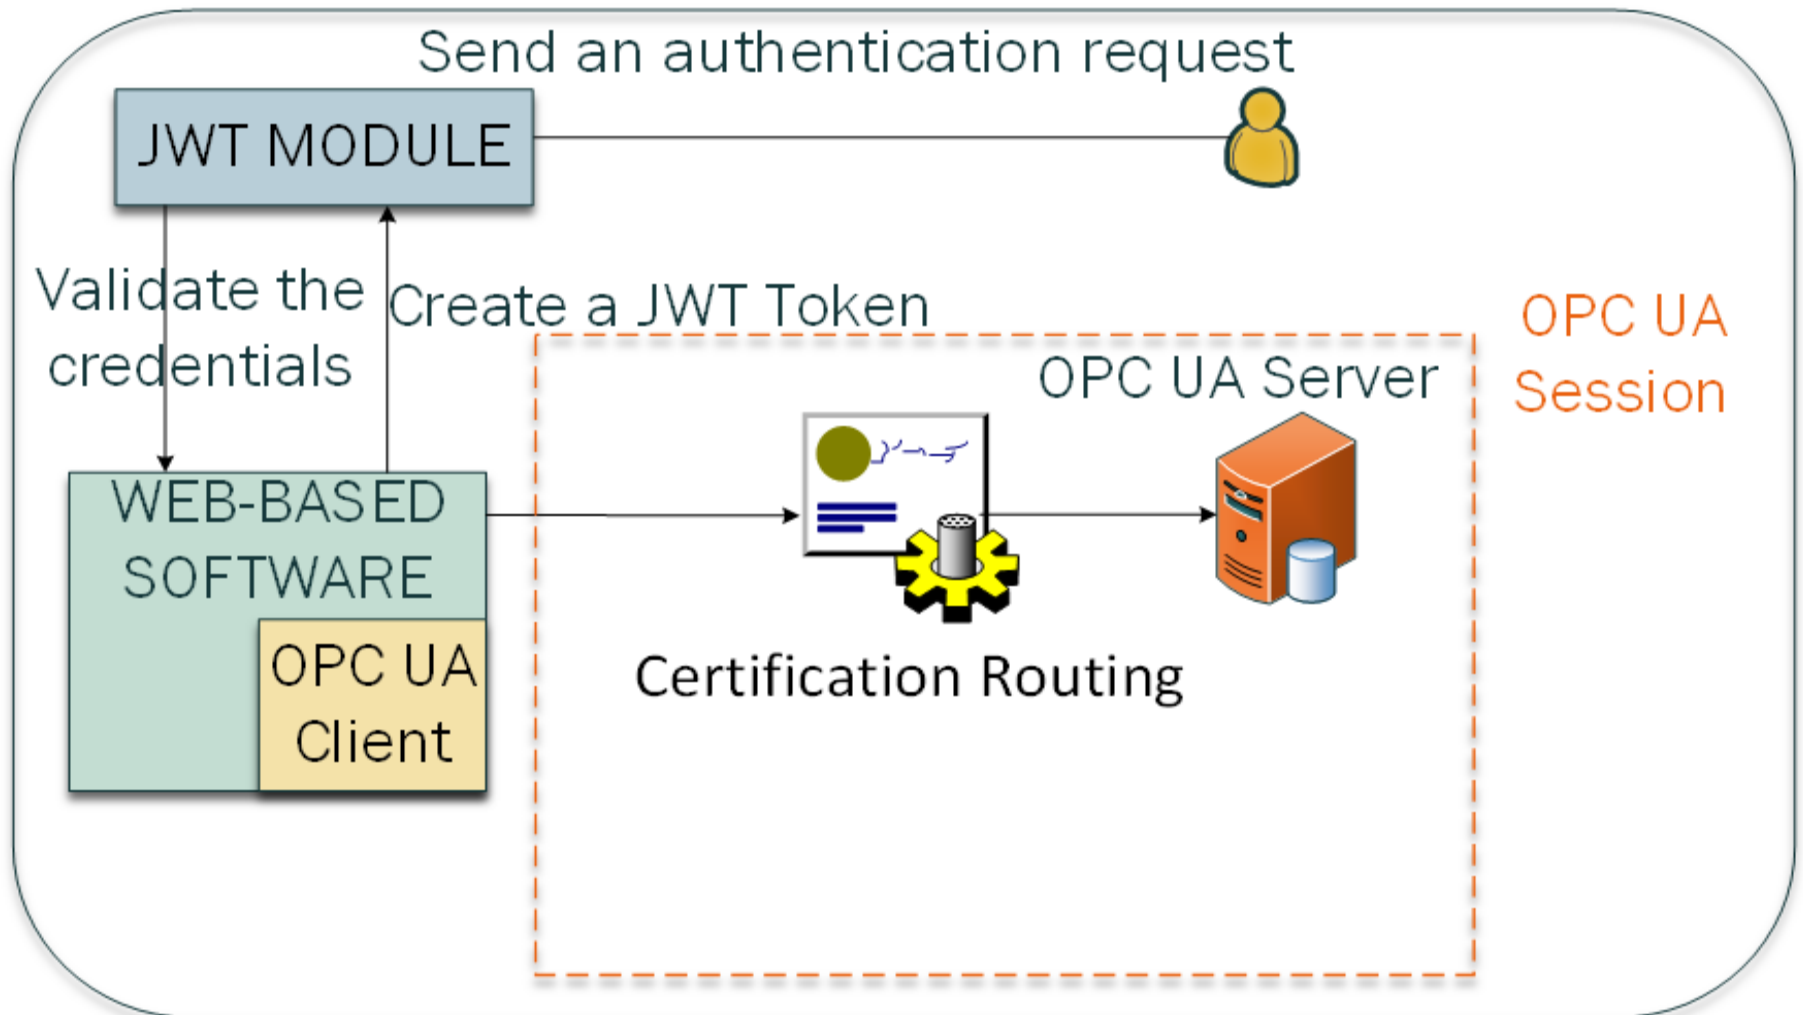 Send an authentication request
JWT MODULE
Validate the
credentials
Create a JWT Token
OPC UA
Session
OPC UA Server
WEB-BASED
SOFTWARE
OPC UA
Client
Certification Routing